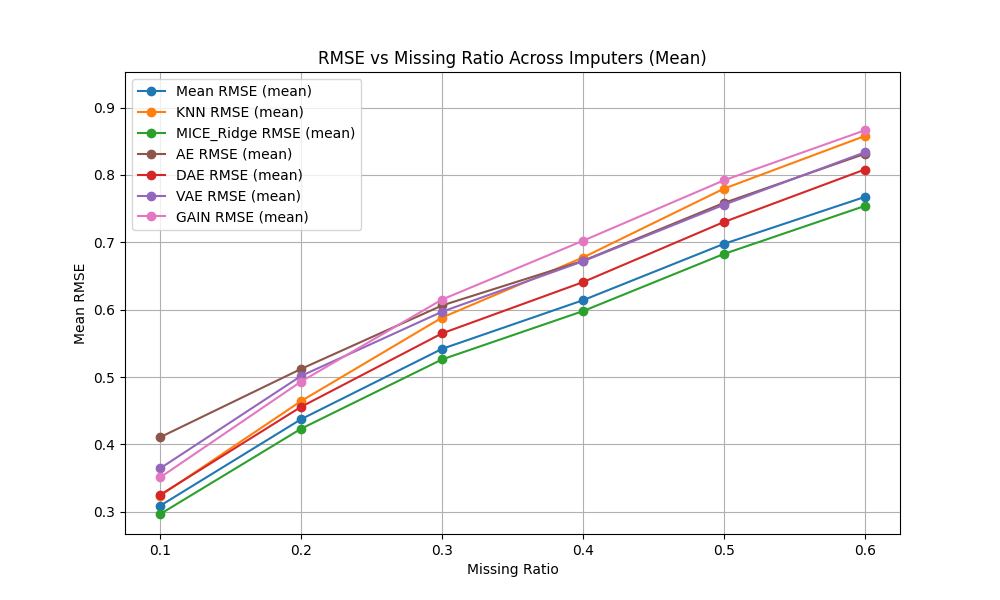 RMSE vs Missing Ratio Across Imputers (Mean)
Mean RMSE (mean)
KNN RMSE (mean)
MICE_Ridge RMSE (mean)
AE RMSE (mean)
DAE RMSE (mean)
VAE RMSE (mean)
GAIN RMSE (mean)
Mean RMSE
0.9
0.8
0.7
0.6
0.5
0.4
0.3
0.1 0.2 0.3 0.4 0.5 0.6
Missing Ratio